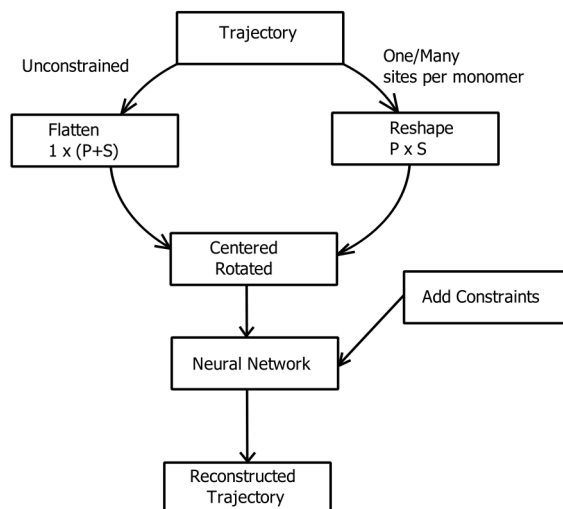 Trajectory
Unconstrained
One/Many
sites per monomer
Flatten
1 x (P+S)
Reshape
P x S
Centered
Rotated
Add Constraints
Neural Network
Reconstructed
Trajectory